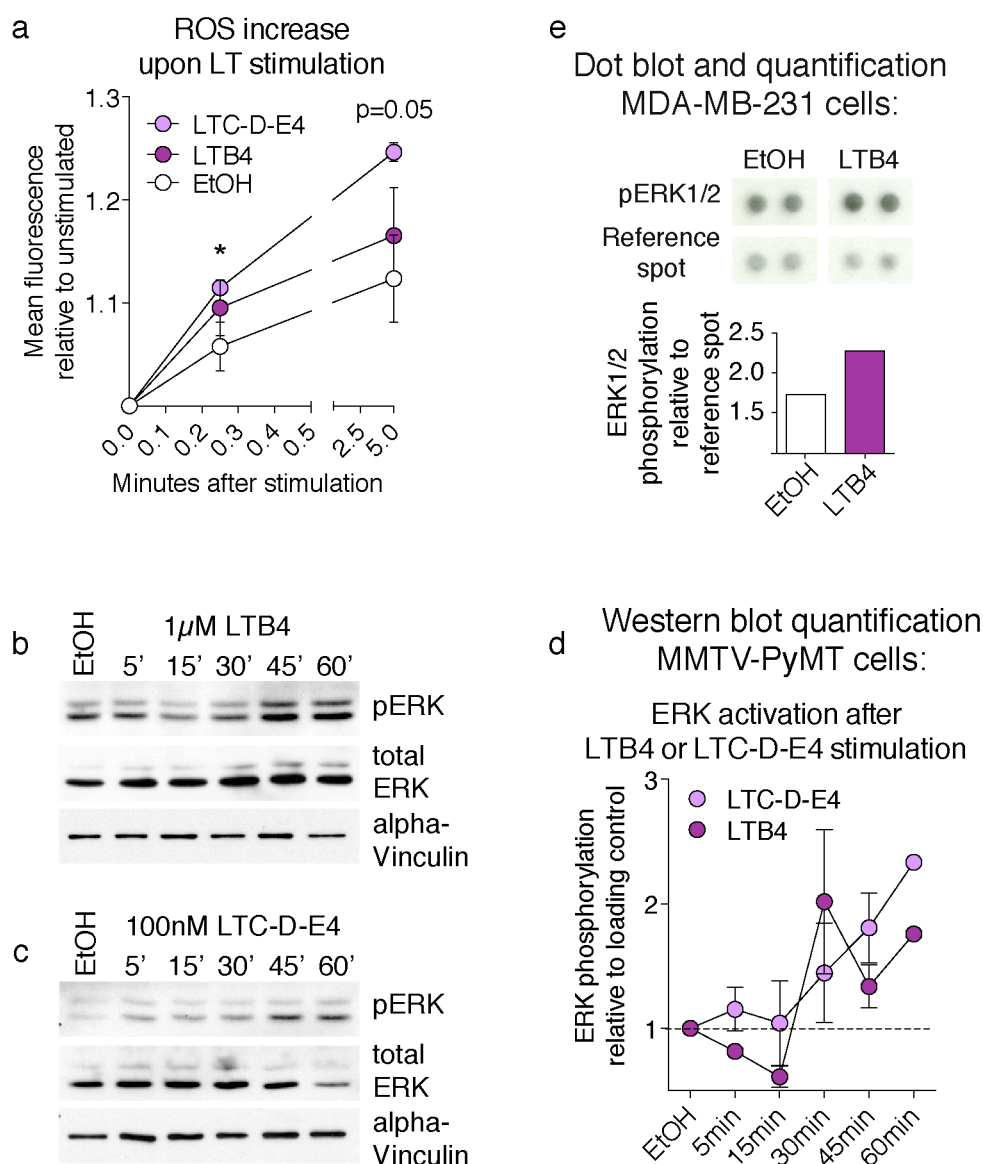 a
ROS increase
upon LT stimulation
Mean fluorescence
relative to unstimulated
1.3
1.2
1.1
p=0.05
LTC-D-E4
LTB4
EtOH
*
0.0 0.1 0.2 0.3 0.4 0.5 2.5 5.0
Minutes after stimulation
e
Dot blot and quantification
MDA-MB-231 cells:
EtOH LTB4
pERK1/2
Reference
spot
ERK1/2
phosphorylation
relative to
reference spot
2.5
2.0
1.5
EtOH LTB4
b
EtOH
1µM LTB4
5’ 15’ 30’ 45’ 60’
pERK
total
ERK
alpha-
Vinculin
c
EtOH
100nM LTC-D-E4
5’ 15’ 30’ 45’ 60’
pERK
total
ERK
alpha-
Vinculin
d
Western blot quantification
MMTV-PyMT cells:
ERK activation after
LTB4 or LTC-D-E4 stimulation
ERK phosphorylation
relative to loading control
3
2
1
LTC-D-E4
LTB4
EtOH 5min 15min 30min 45min 60min